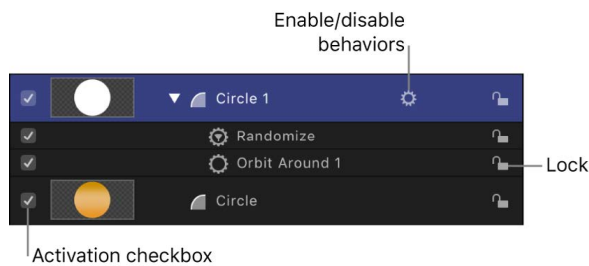 Enable/disable
behaviors
Circle 1
Randomize
Orbit Around 1
Lock
Circle
Activation checkbox